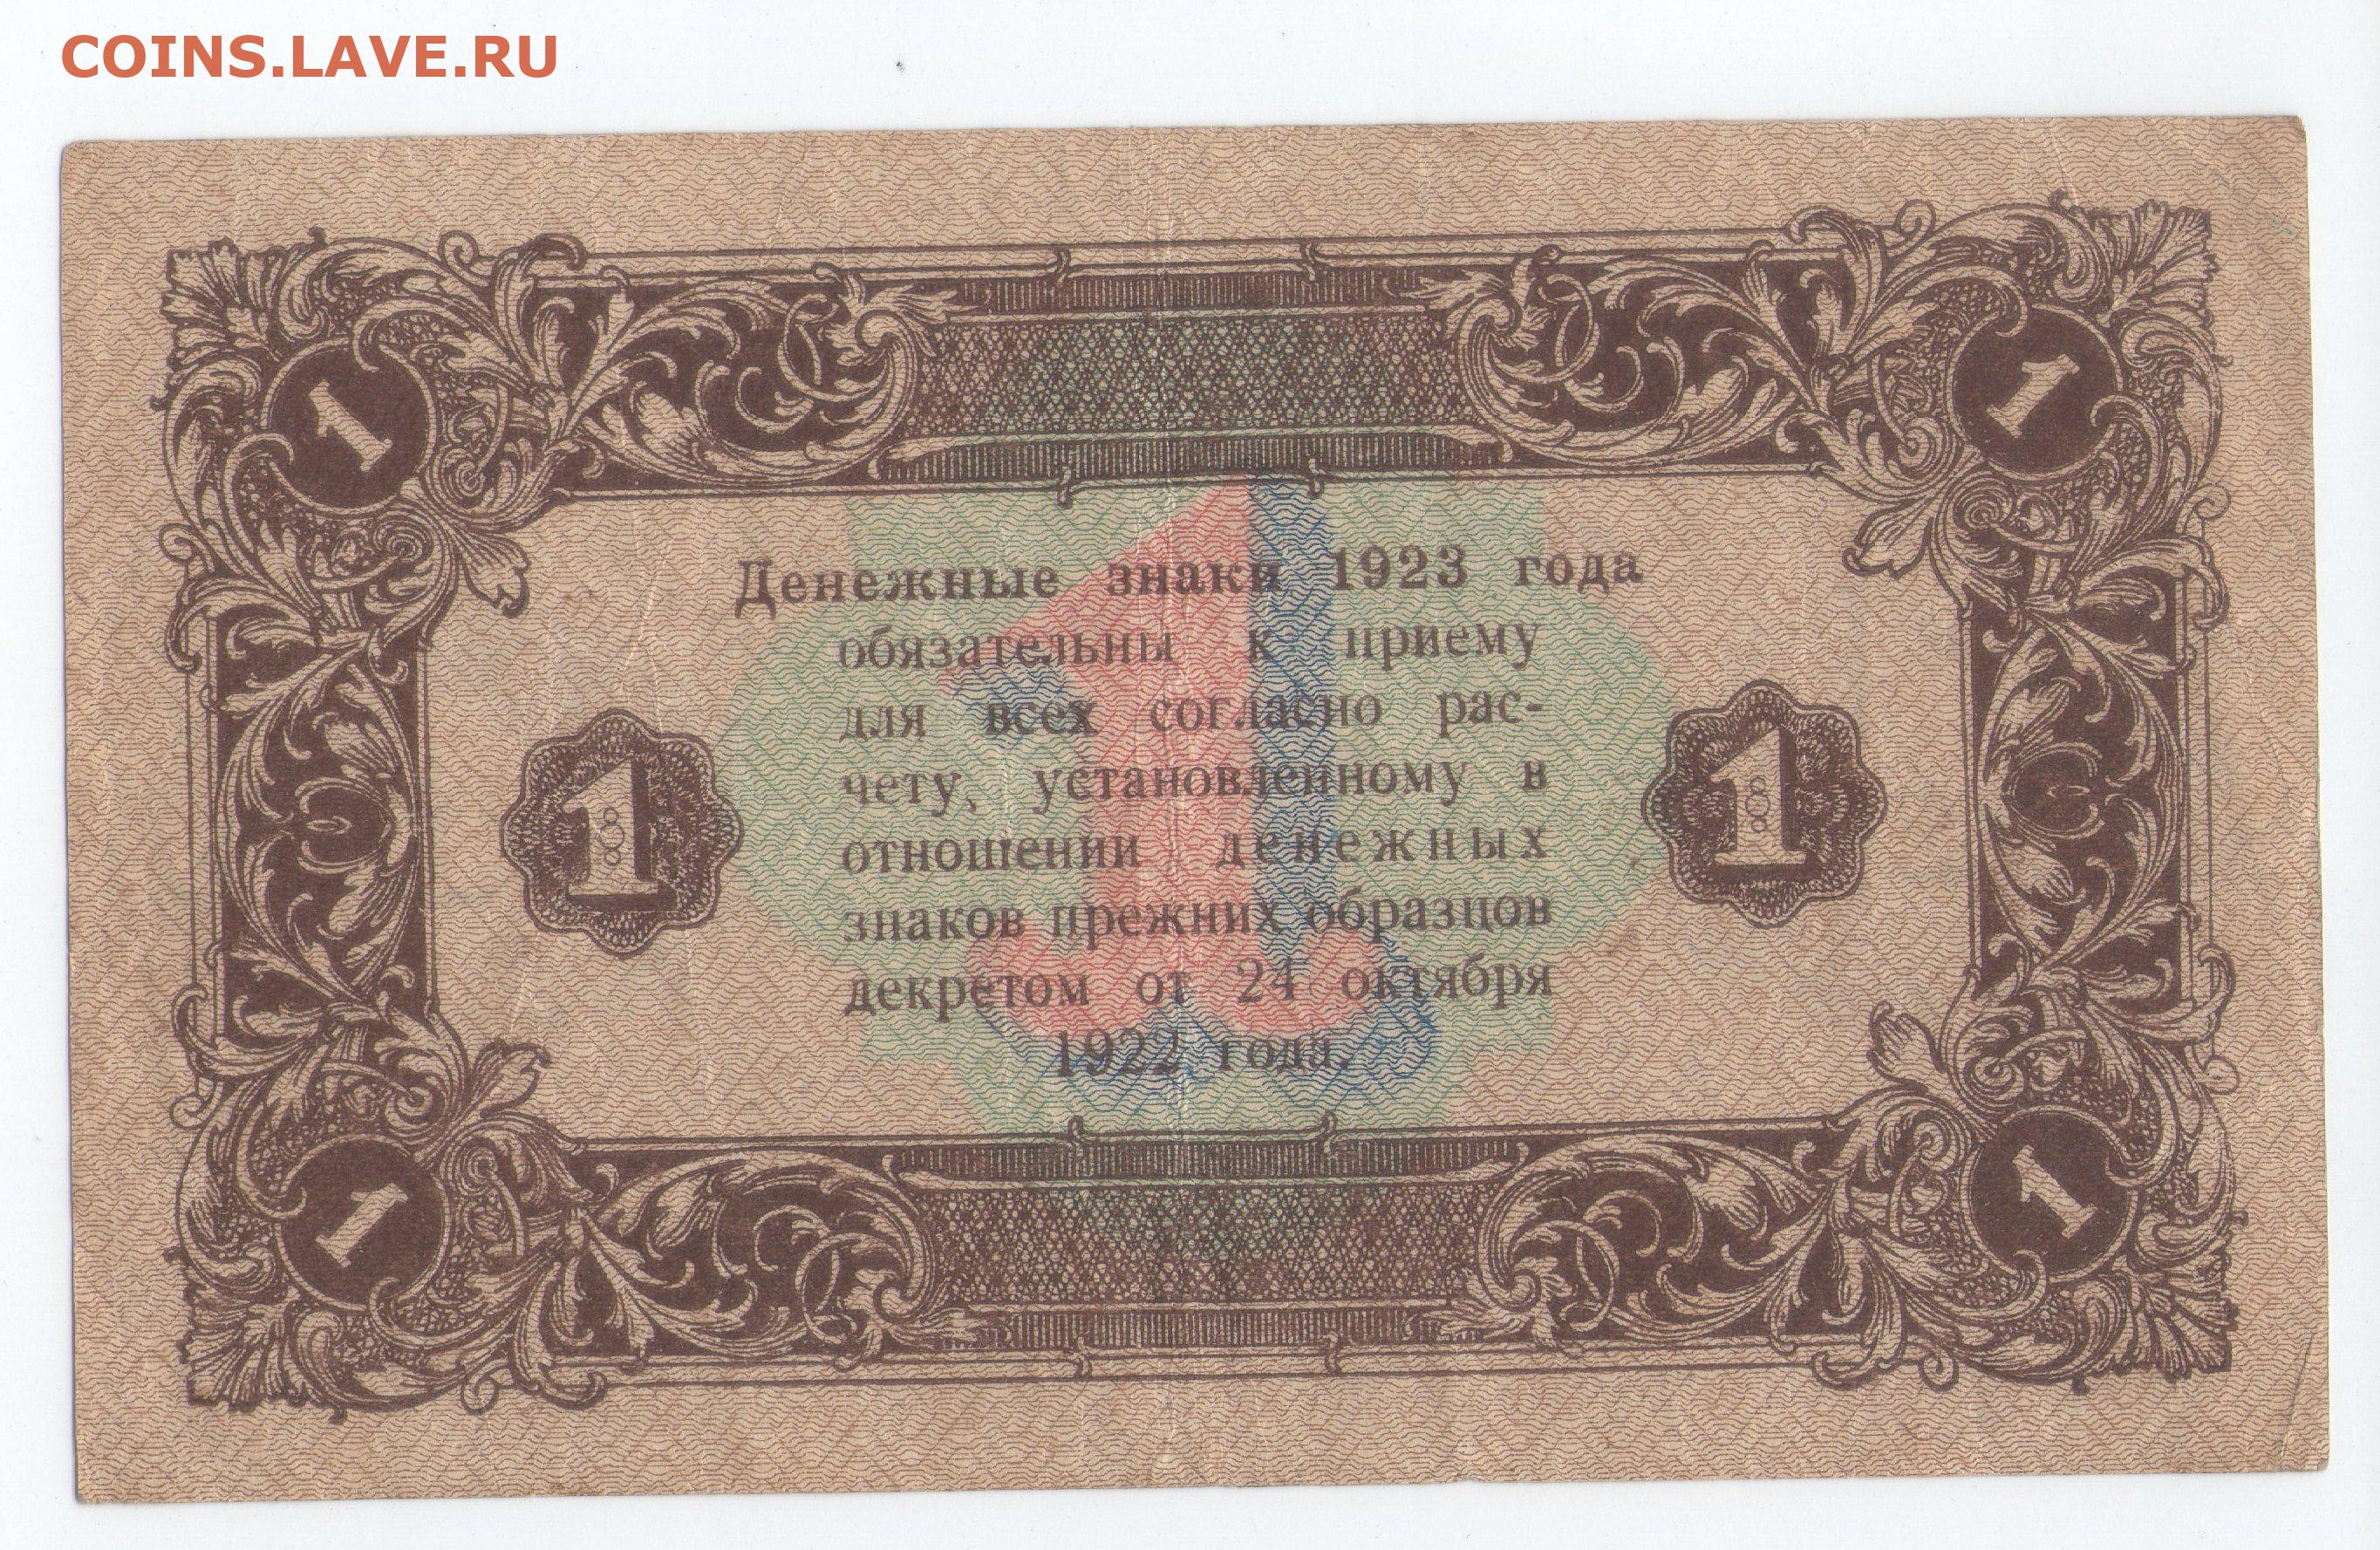 COINS.LAVE.RU
1 1
Денежные знаки 1923 года
обязательны к приему
для всех согласно рас-
чету, установленному в
1 1 1
отношении денежных
знаков прежних образцов
декретом от 24 октября
1922 года.
1 1